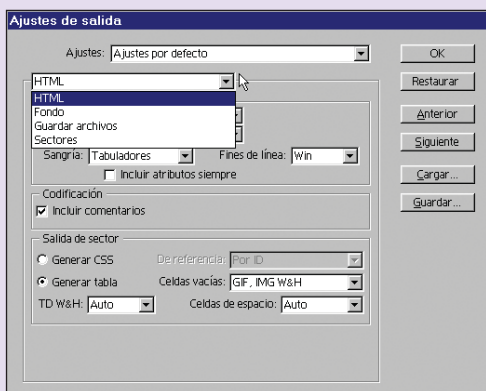 Ajustes de salida
Ajustes: Ajustes por defecto
OK
HTML
Restaurar
HTML
Fondo
Guardar archivos
Sectores
Anterior
Siguiente
Sangría: Tabuladores Fines de línea: Win
Incluir atributos siempre
Cargar...
Codificación
Incluir comentarios
Guardar...
Salida de sector
Generar CSS De referencia: Por ID
Generar tabla Celdas vacías: GIF, IMG W&H
TD W&H: Auto Celdas de espacio: Auto